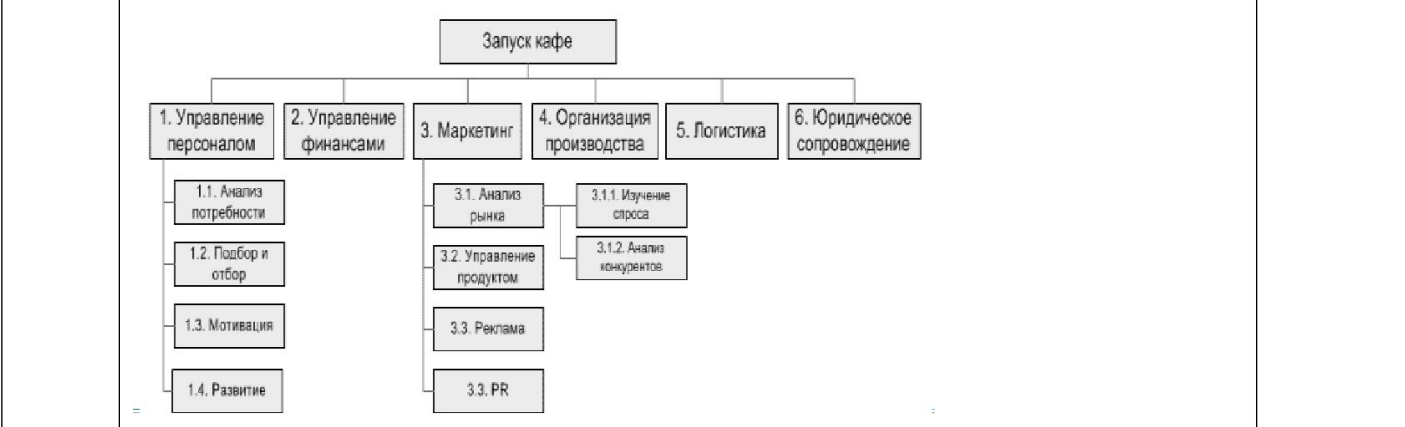 Запуск кафе
1. Управление
персоналом
2. Управление
финансами
3. Маркетинг
4. Организация
производства
5. Логистика
6. Юридическое
сопровождение
1.1. Анализ
потребности
1.2. Подбор и
отбор
1.3. Мотивация
1.4. Развитие
3.1. Анализ
рынка
3.1.1. Изучение
спроса
3.1.2. Анализ
конкурентов
3.2. Управление
продуктом
3.3. Реклама
3.3. PR